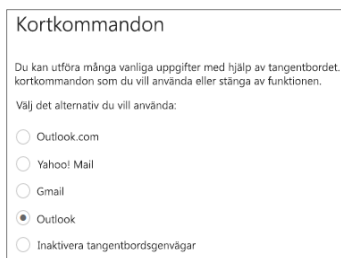 Kortkommandon
Du kan utföra många vanliga uppgifter med hjälp av tangentbordet.
kortkommandon som du vill använda eller stänga av funktionen.
Välj det alternativ du vill använda:
Outlook.com
Yahoo! Mail
Gmail
Outlook
Inaktivera tangentbordsgenvägar